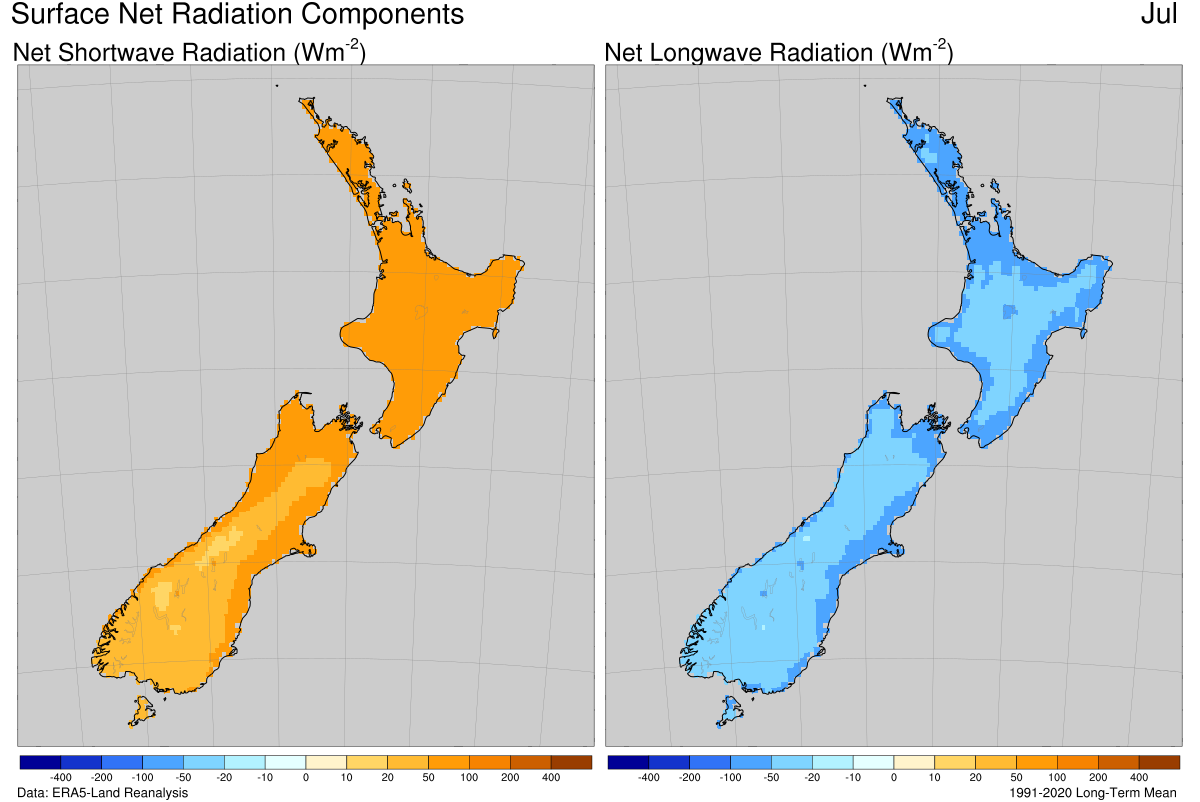 Surface Net Radiation Components
Jul
Net Shortwave Radiation (Wm-2)
Net Longwave Radiation (Wm-2)
-400 -200 -100 -50 -20 -10 0 10 20 50 100 200 400
-400 -200 -100 -50 -20 -10 0 10 20 50 100 200 400
Data: ERA5-Land Reanalysis
1991-2020 Long-Term Mean